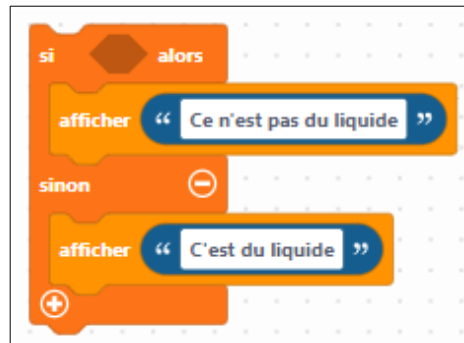 si alors
afficher “ Ce n'est pas du liquide ”
sinon
afficher “ C'est du liquide ”